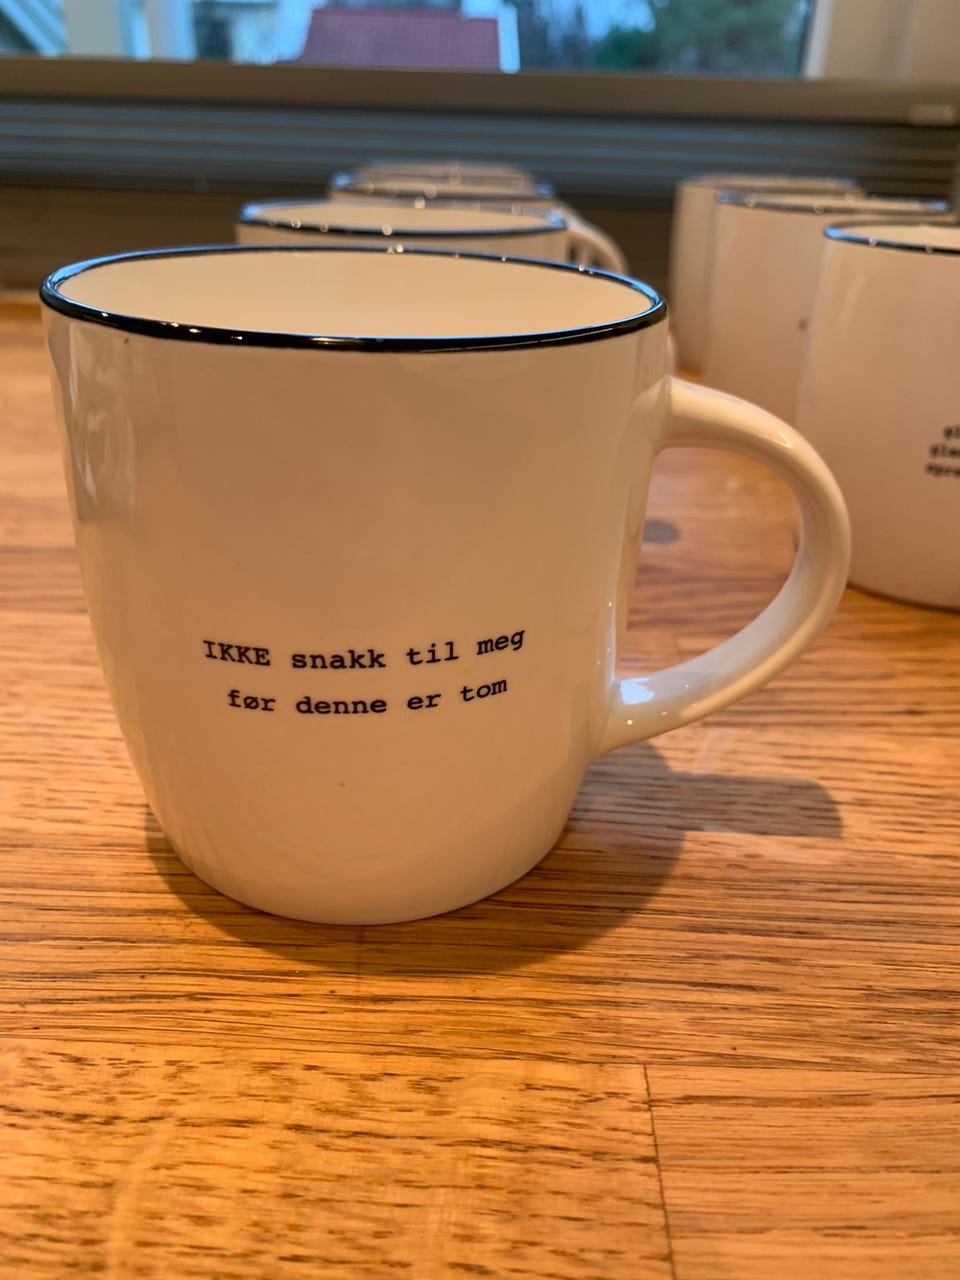 IKKE snakk til meg
før denne er tom